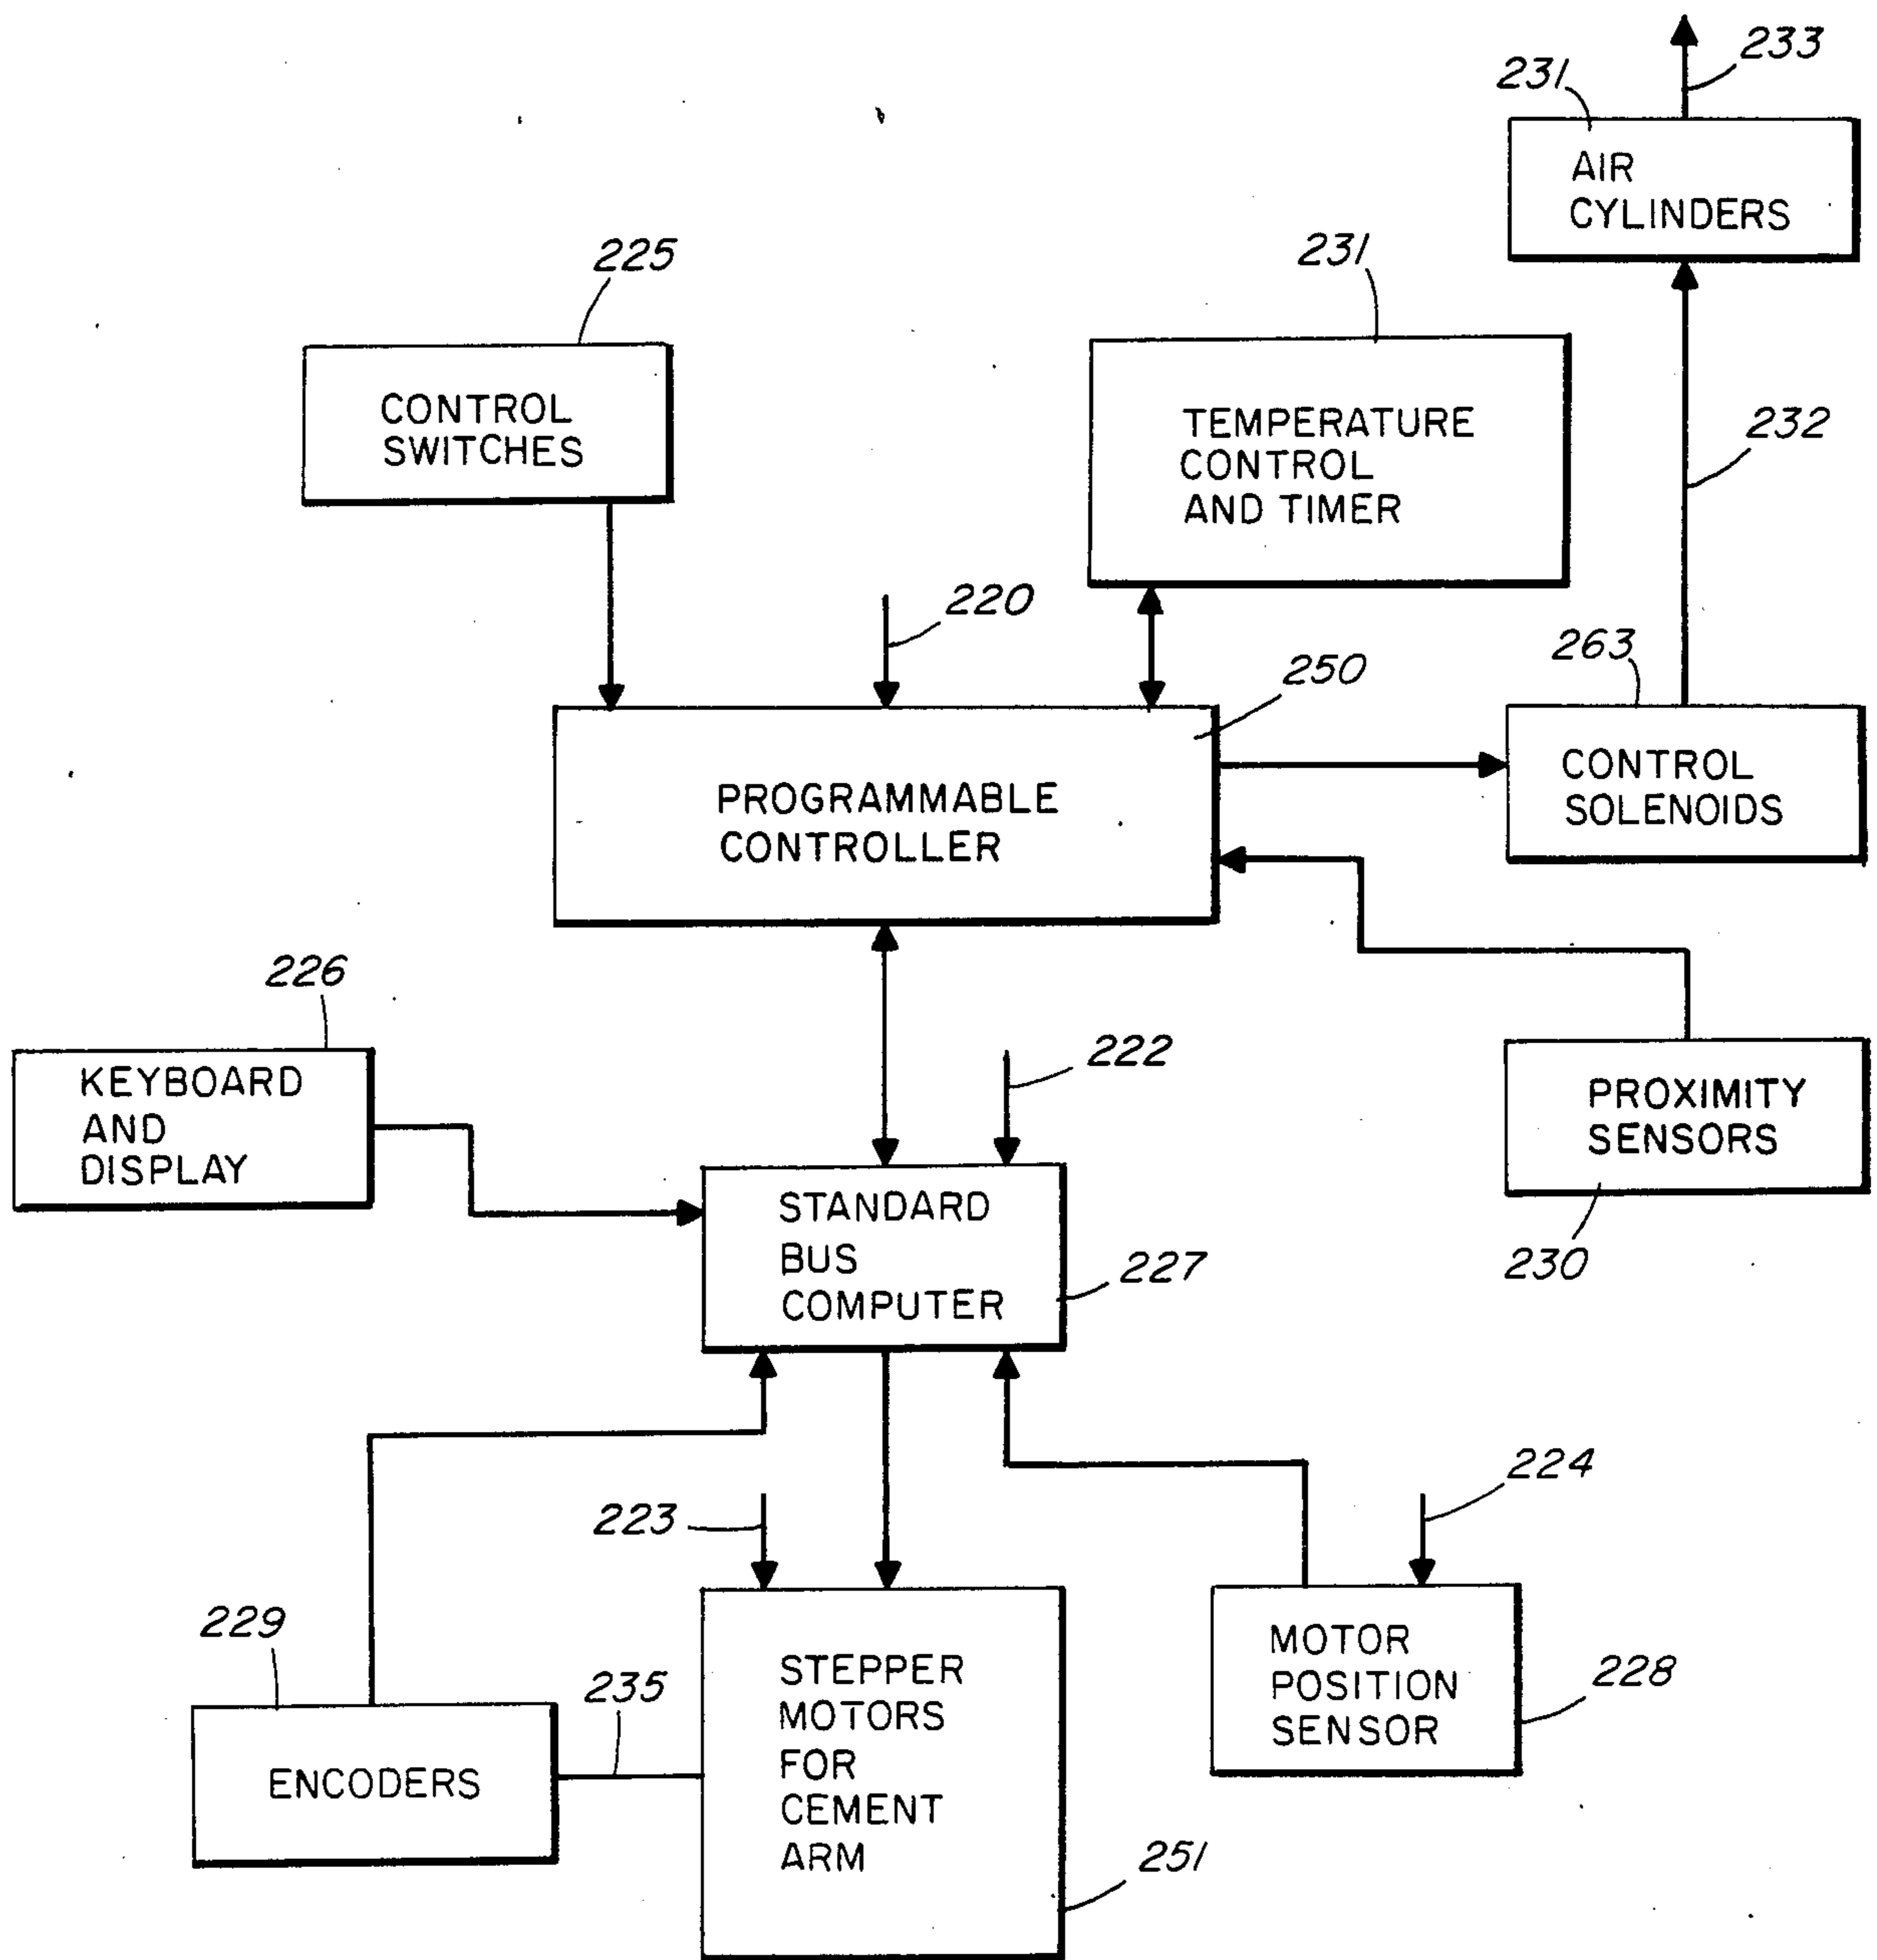 233
231
AIR
CYLINDERS
225
231
CONTROL
SWITCHES
TEMPERATURE
CONTROL
AND TIMER
232
220
263
250
CONTROL
SOLENOIDS
PROGRAMMABLE
CONTROLLER
226
222
KEYBOARD
AND
DISPLAY
PROXIMITY
SENSORS
STANDARD
BUS
COMPUTER
227
230
224
223
229
235
STEPPER
MOTORS
FOR
CEMENT
ARM
MOTOR
POSITION
SENSOR
228
ENCODERS
251